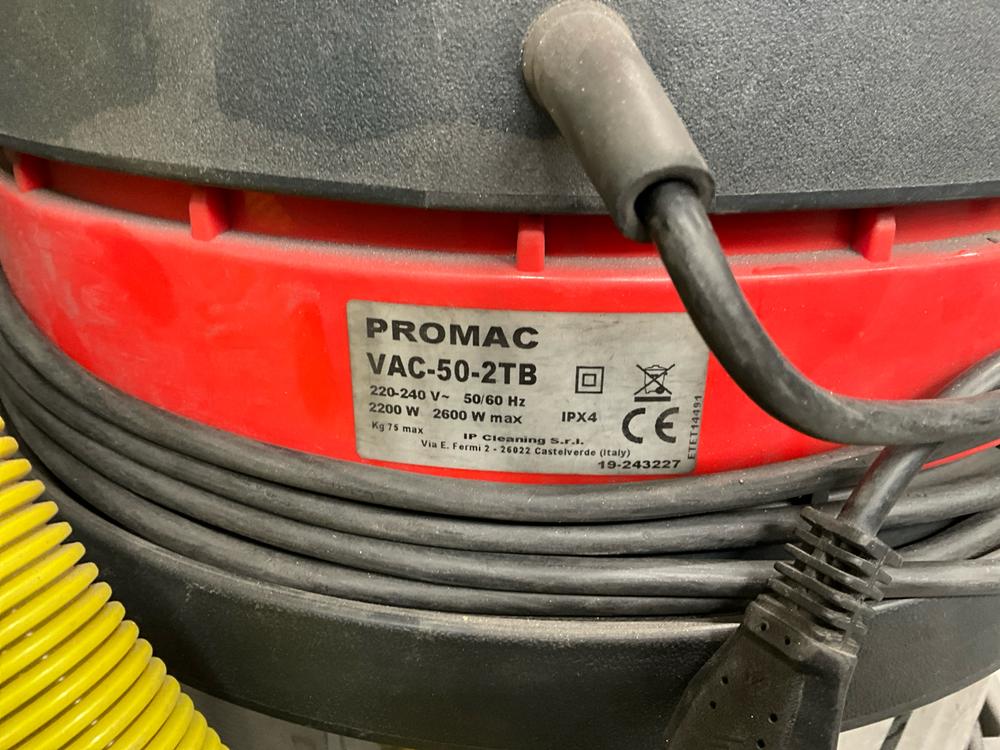 PROMAC
VAC-50-2TB
220-240 V~ 50/60 Hz
2200 W 2600 W max IPX4
Kg 75 max
IP Cleaning S.r.l.
Via E. Fermi 2 - 26022 Castelverde (Italy)
19-243227
CE
ETET14491